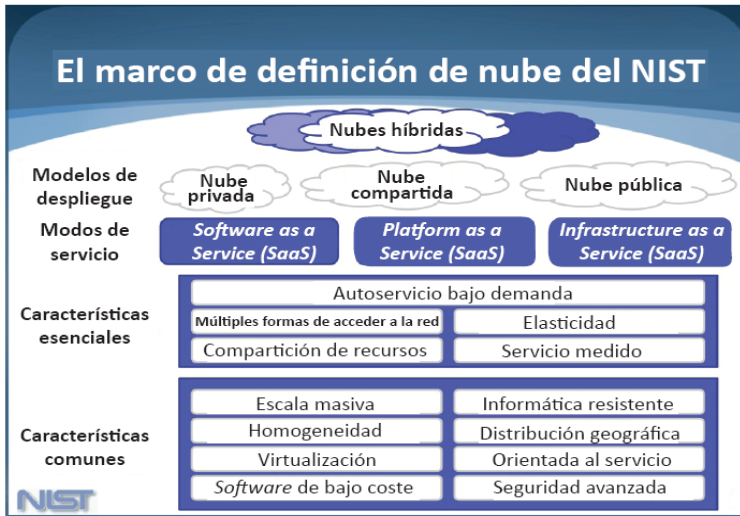 El marco de definición de nube del NIST
Nubes híbridas
Modelos de
despliegue
Nube
privada
Nube
compartida
Nube pública
Modos de
servicio
Software as a
Service (SaaS)
Platform as a
Service (SaaS)
Infrastructure as a
Service (SaaS)
Características
esenciales
Autoservicio bajo demanda
Múltiples formas de acceder a la red
Elasticidad
Compartición de recursos
Servicio medido
Características
comunes
Escala masiva
Informática resistente
Homogeneidad
Distribución geográfica
Virtualización
Orientada al servicio
Software de bajo coste
Seguridad avanzada
NIST